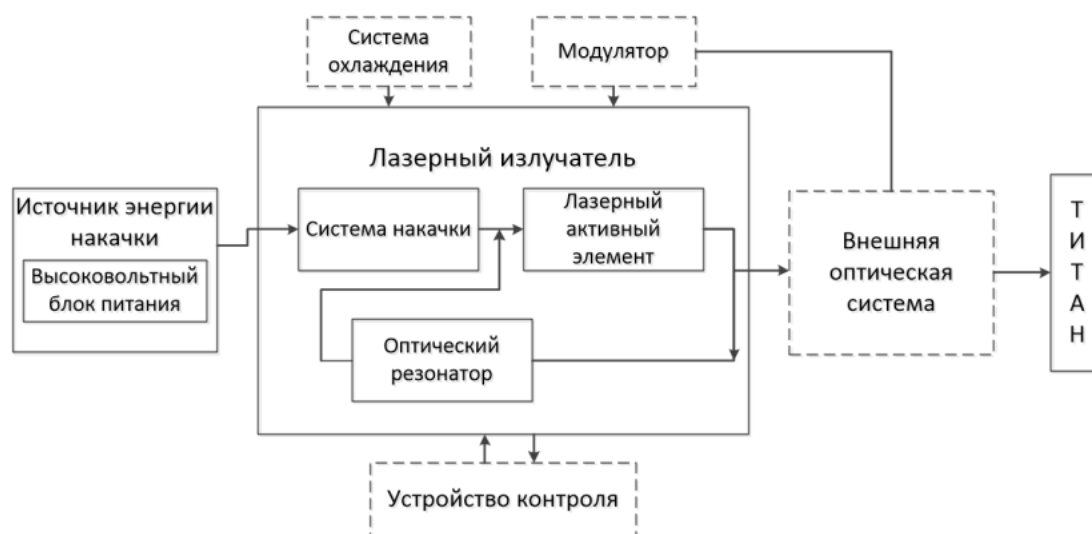 Система
охлаждения
Модулятор
Лазерный излучатель
Источник энергии
накачки
Высоковольтный
блок питания
Система накачки
Лазерный
активный
элемент
Оптический
резонатор
Внешняя
оптическая
система
Т
И
Т
А
Н
Устройство контроля